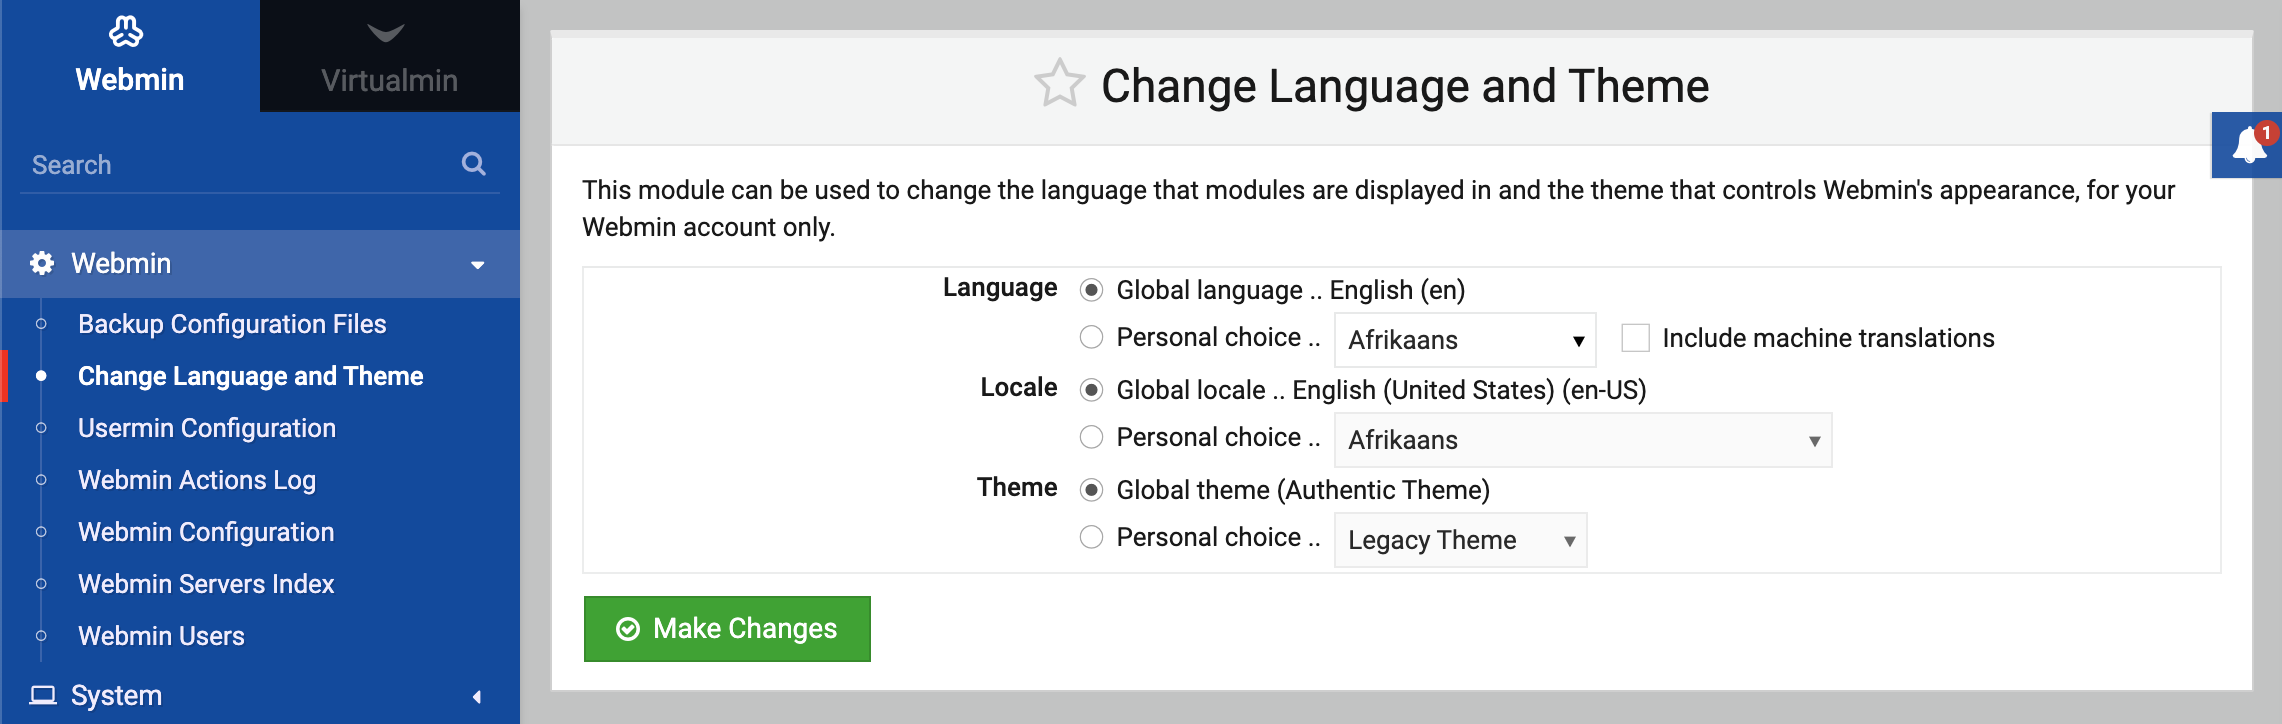 Webmin
Virtualmin
Search
Webmin
Backup Configuration Files
Change Language and Theme
Usermin Configuration
Webmin Actions Log
Webmin Configuration
Webmin Servers Index
Webmin Users
System
Change Language and Theme
1
This module can be used to change the language that modules are displayed in and the theme that controls Webmin's appearance, for your
Webmin account only.
Language Global language .. English (en)
Personal choice .. Afrikaans Include machine translations
Locale Global locale .. English (United States) (en-US)
Personal choice .. Afrikaans
Theme Global theme (Authentic Theme)
Personal choice .. Legacy Theme
Make Changes